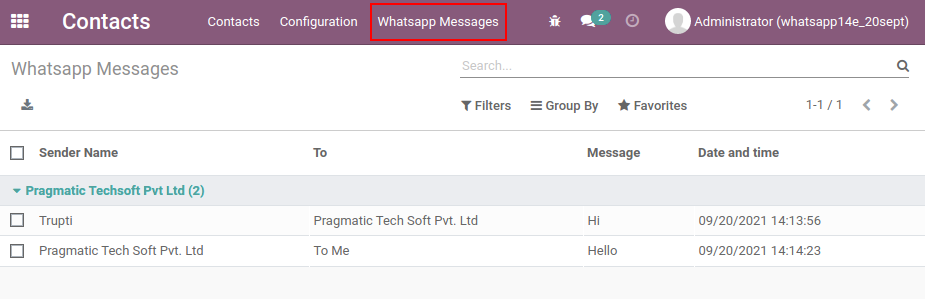 Contacts Contacts Configuration Whatsapp Messages 2 Administrator (whatsapp14e_20sept)
Whatsapp Messages Search...
Filters Group By Favorites 1-1 / 1
Sender Name To Message Date and time
Pragmatic Techsoft Pvt Ltd (2)
Trupti Pragmatic Tech Soft Pvt. Ltd Hi 09/20/2021 14:13:56
Pragmatic Tech Soft Pvt. Ltd To Me Hello 09/20/2021 14:14:23